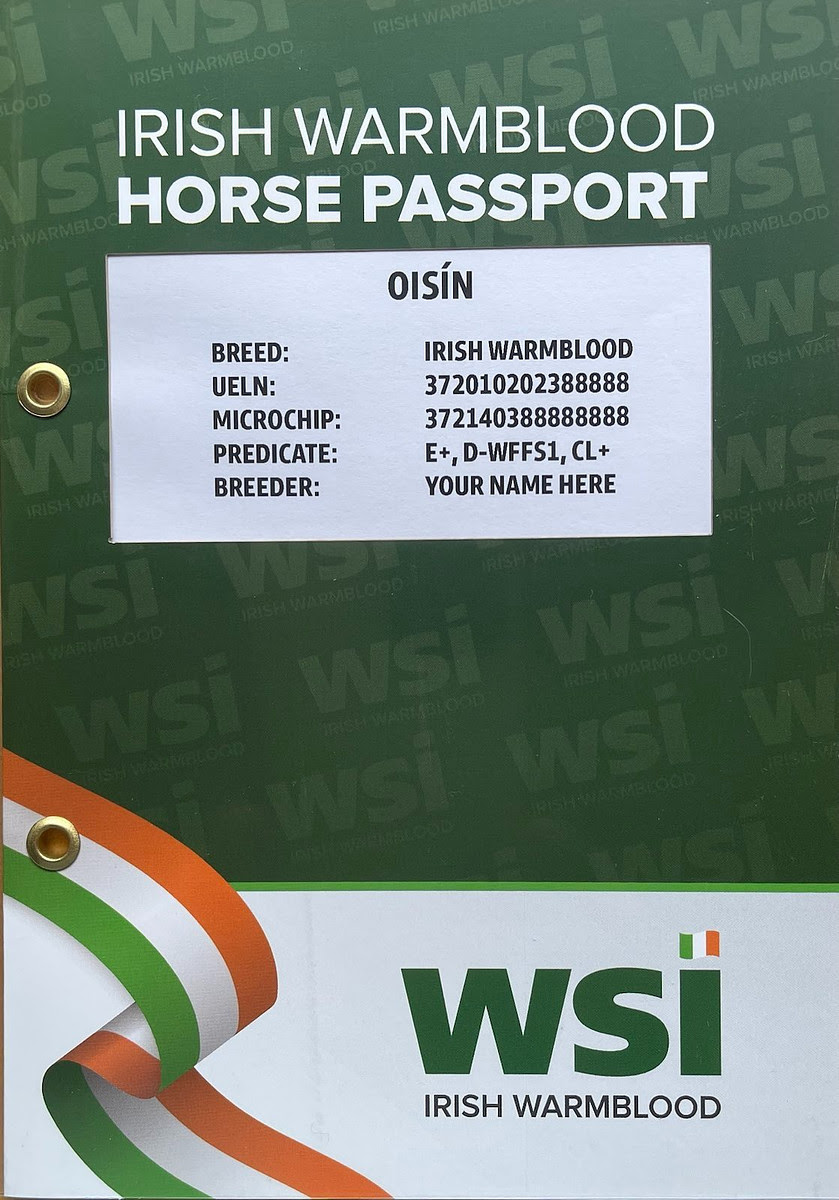 IRISH WARMBLOOD
HORSE PASSPORT
OISÍN
BREED: IRISH WARMBLOOD
UELN: 372010202388888
MICROCHIP: 372140388888888
PREDICATE: E+, D-WFFS1, CL+
BREEDER: YOUR NAME HERE
wsi
IRISH WARMBLOOD